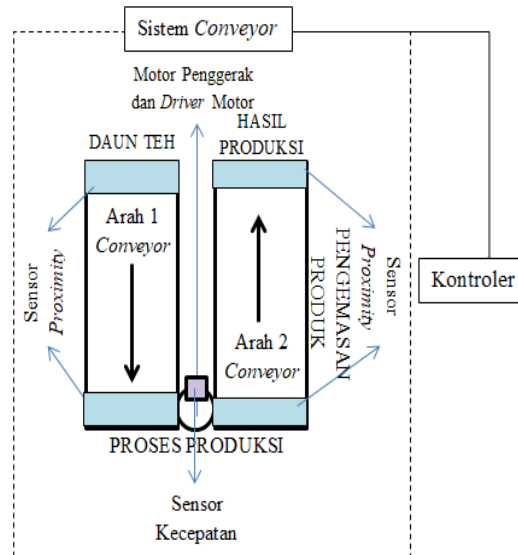 Sistem Conveyor
Motor Penggerak
dan Driver Motor
DAUN TEH
HASIL
PRODUKSI
Arah 1
Conveyor
Arah 2
Conveyor
Sensor
Proximity
PENGEMASAN
PRODUK
Sensor
Proximity
Kontroler
PROSES PRODUKSI
Sensor
Kecepatan